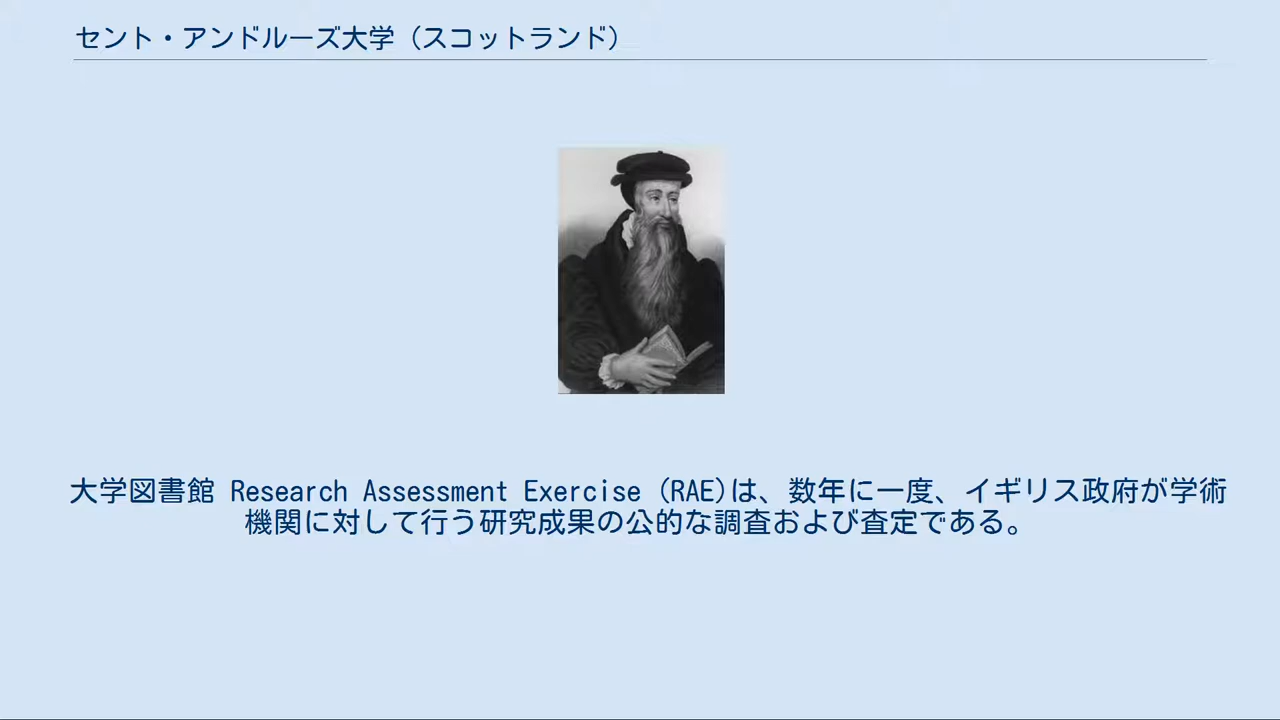 セント・アンドルーズ大学（スコットランド）
大学図書館 Research Assessment Exercise (RAE)は、数年に一度、イギリス政府が学術
機関に対して行う研究成果の公的な調査および査定である。